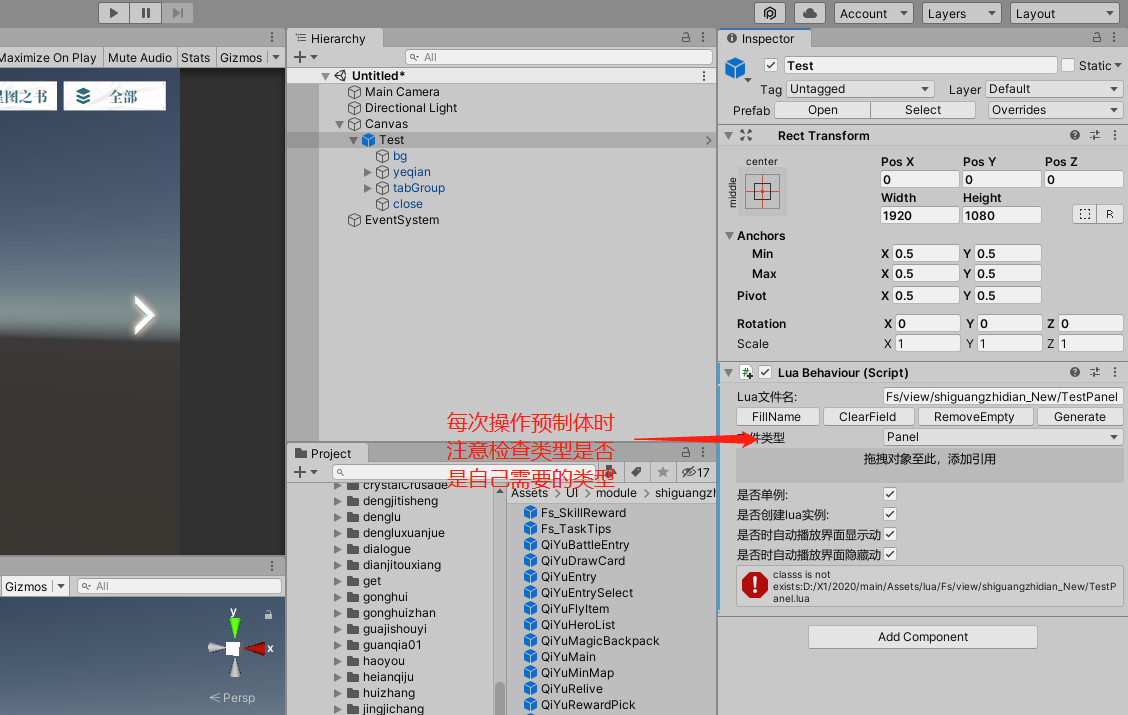 Account
Layers
Layout
Maximize On Play
Mute Audio
Stats
Gizmos
图之书
全部
Gizmos
All
y
x
Persp
Hierarchy
All
Untitled*
Main Camera
Directional Light
Canvas
Test
bg
yeqian
tabGroup
close
EventSystem
每次操作预制体时
注意检查类型是否
是自己需要的类型
Project
17
crystalCrusade
dengjitisheng
denglu
dengluxuanjue
dialogue
dianjitouxiang
get
gonghui
gonghuizhan
guajishouyi
guanqia01
haoyou
heianqiju
huizhang
jingjichang
Assets > UI > module > shiguangzh
Fs_SkillReward
Fs_TaskTips
QiYuBattleEntry
QiYuDrawCard
QiYuEntry
QiYuEntrySelect
QiYuFlyItem
QiYuHeroList
QiYuMagicBackpack
QiYuMain
QiYuMinMap
QiYuRelive
QiYuRewardPick
Inspector
Test
Static
Tag Untagged Layer Default
Prefab Open Select Overrides
Rect Transform
center
middle
Pos X Pos Y Pos Z
0 0 0
Width Height
1920 1080
R
Anchors
Min X 0.5 Y 0.5
Max X 0.5 Y 0.5
Pivot X 0.5 Y 0.5
Rotation X 0 Y 0 Z 0
Scale X 1 Y 1 Z 1
Lua Behaviour (Script)
Lua文件名: Fs/view/shiguangzhidian_New/TestPanel
FillName ClearField RemoveEmpty Generate
件类型 Panel
拖拽对象至此，添加引用
是否单例:
是否创建lua实例:
是否时自动播放界面显示动
是否时自动播放界面隐藏动
classs is not
exists:D:/X1/2020/main/Assets/lua/Fs/view/shiguangzhidian_New/TestP
anel.lua
Add Component